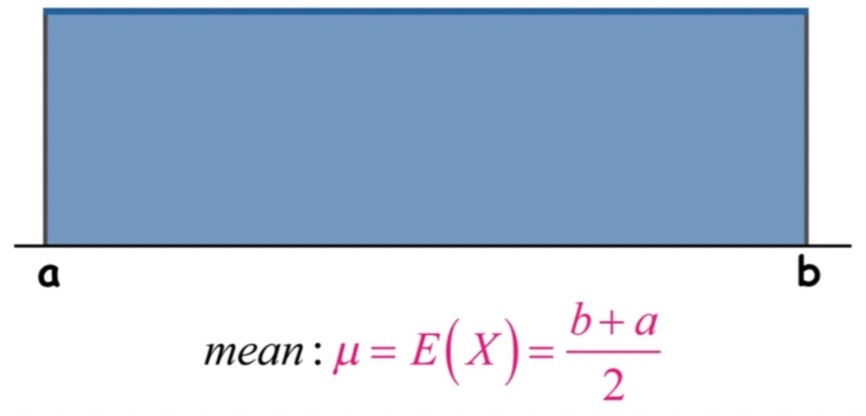 a b
mean: μ = E(X) = (b + a)/2